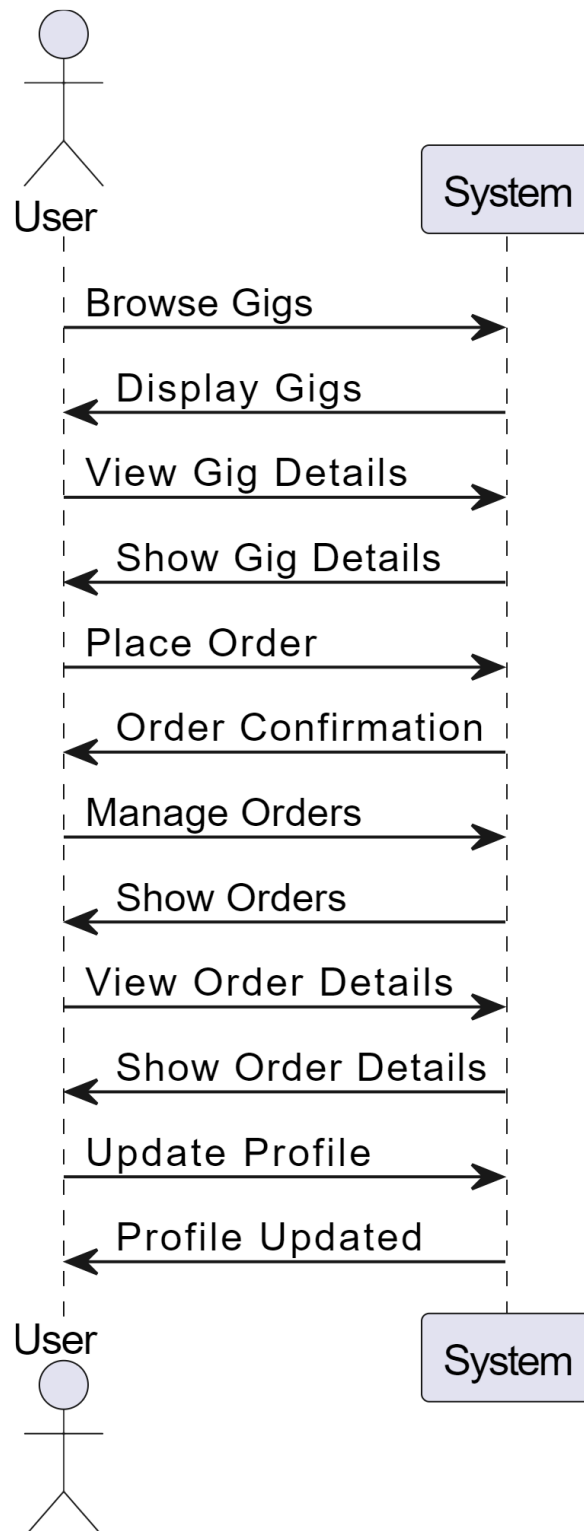 User
System
Browse Gigs
Display Gigs
View Gig Details
Show Gig Details
Place Order
Order Confirmation
Manage Orders
Show Orders
View Order Details
Show Order Details
Update Profile
Profile Updated
User
System